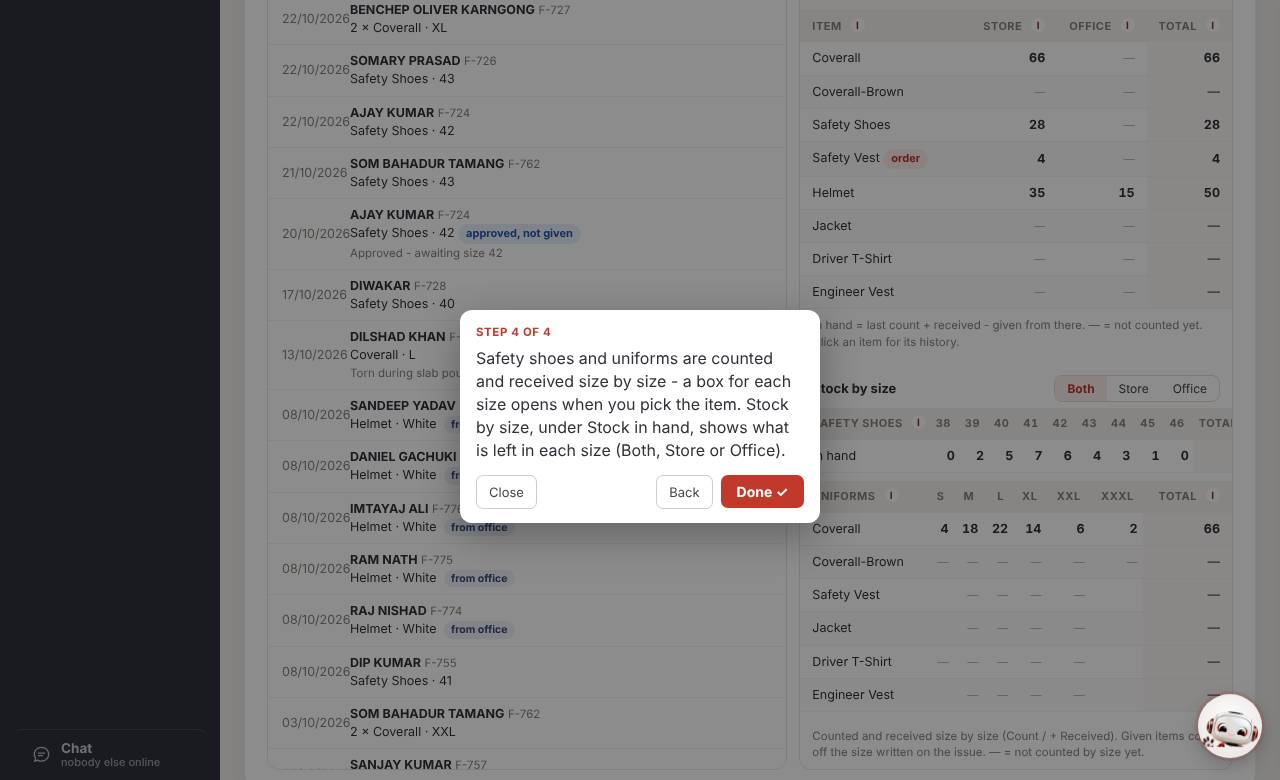 22/10/2026 BENCHEP OLIVER KARNGONG F-727
2 × Coverall · XL
22/10/2026 SOMARY PRASAD F-726
Safety Shoes · 43
22/10/2026 AJAY KUMAR F-724
Safety Shoes · 42
21/10/2026 SOM BAHADUR TAMANG F-762
Safety Shoes · 43
20/10/2026 AJAY KUMAR F-724
Safety Shoes · 42 approved, not given
Approved - awaiting size 42
17/10/2026 DIWAKAR F-728
Safety Shoes · 40
13/10/2026 DILSHAD KHAN
Coverall · L
Torn during slab
08/10/2026 SANDEEP YADAV
Helmet · White
08/10/2026 DANIEL GACHUKI
Helmet · White
08/10/2026 IMTAYAJ ALI
Helmet · White from office
08/10/2026 RAM NATH F-775
Helmet · White from office
08/10/2026 RAJ NISHAD F-774
Helmet · White from office
08/10/2026 DIP KUMAR F-755
Safety Shoes · 41
03/10/2026 SOM BAHADUR TAMANG F-762
2 × Coverall · XXL
SANJAY KUMAR F-757
ITEM I STORE I OFFICE I TOTAL I
Coverall 66 — 66
Coverall-Brown — — —
Safety Shoes 28 — 28
Safety Vest order 4 — 4
Helmet 35 15 50
Jacket — — —
Driver T-Shirt — — —
Engineer Vest — — —
hand = last count + received - given from there. — = not counted yet.
click an item for its history.
Stock by size Both Store Office
SAFETY SHOES I 38 39 40 41 42 43 44 45 46
hand 0 2 5 7 6 4 3 1 0
UNIFORMS I S M L XL XXL XXXL TOTAL I
Coverall 4 18 22 14 6 2 66
Coverall-Brown — — — — — — —
Safety Vest — — — — —
Jacket — — — — —
Driver T-Shirt — — — — — —
Engineer Vest — — — — —
Counted and received size by size (Count / + Received). Given items
off the size written on the issue. — = not counted by size yet.
STEP 4 OF 4
Safety shoes and uniforms are counted
and received size by size - a box for each
size opens when you pick the item. Stock
by size, under Stock in hand, shows what
is left in each size (Both, Store or Office).
Close Back Done ✓
Chat
nobody else online